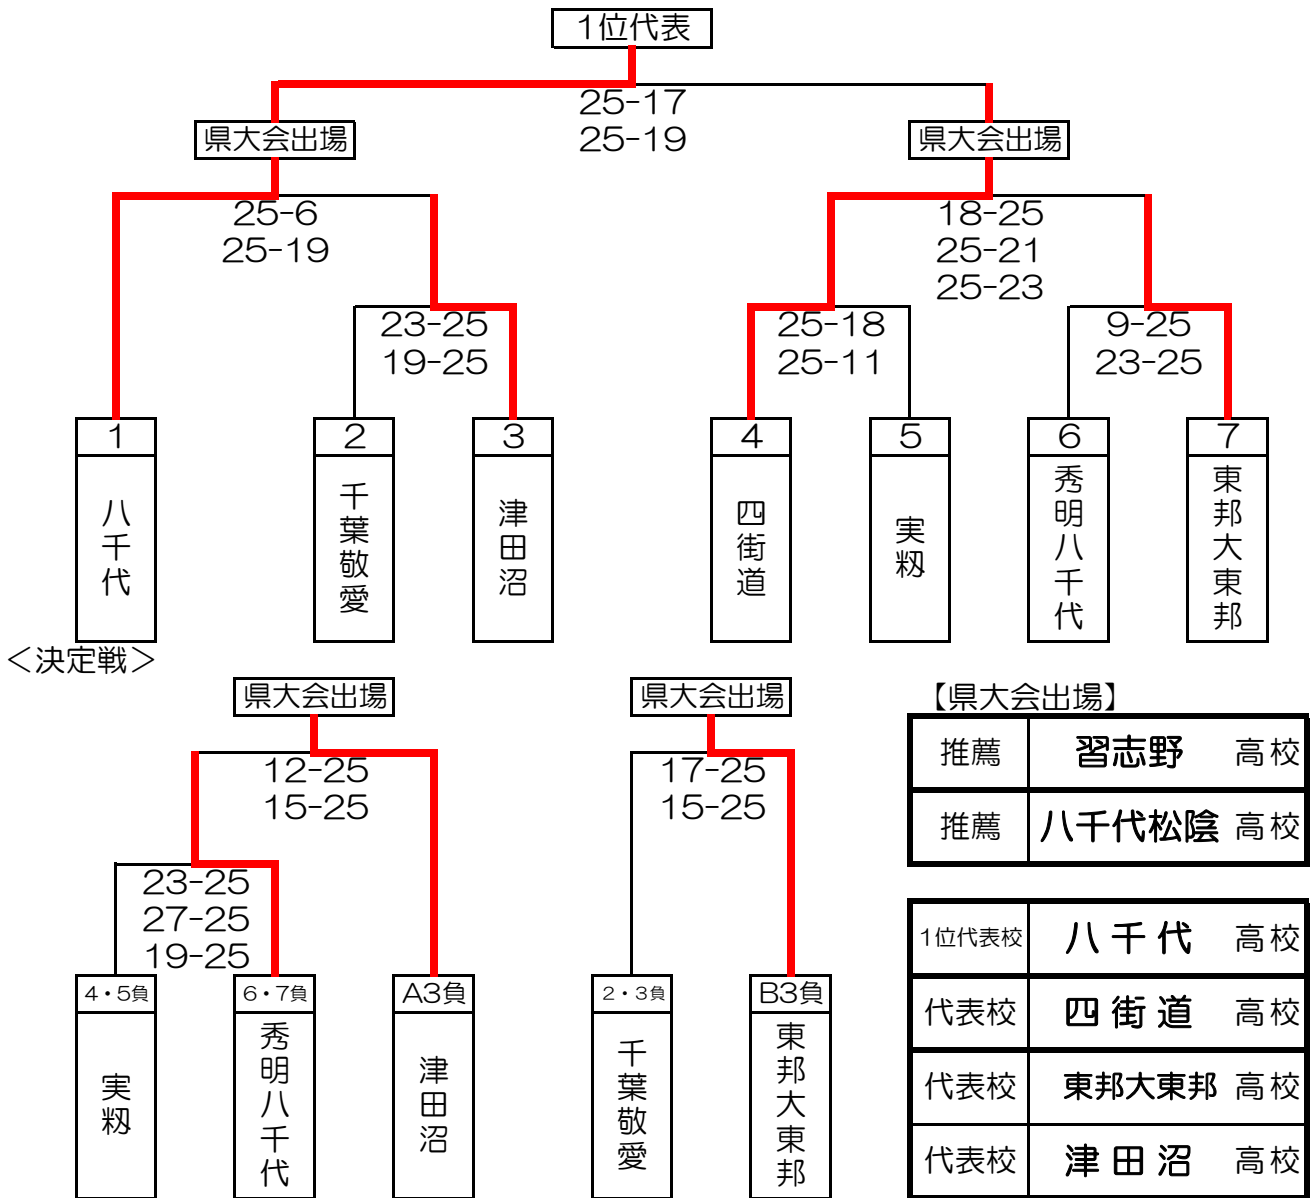 1位代表
25-17
25-19
県大会出場
県大会出場
25-6
25-19
18-25
25-21
25-23
23-25
19-25
25-18
25-11
9-25
23-25
1
2
3
4
5
6
7
八千代
千葉敬愛
津田沼
四街道
実籾
秀明八千代
東邦大東邦
＜決定戦＞
県大会出場
県大会出場
12-25
15-25
17-25
15-25
23-25
27-25
19-25
4・5負
6・7負
A3負
2・3負
B3負
実籾
秀明八千代
津田沼
千葉敬愛
東邦大東邦
【県大会出場】
推薦 習志野 高校
推薦 八千代松陰 高校
1位代表校 八千代 高校
代表校 四街道 高校
代表校 東邦大東邦 高校
代表校 津田沼 高校